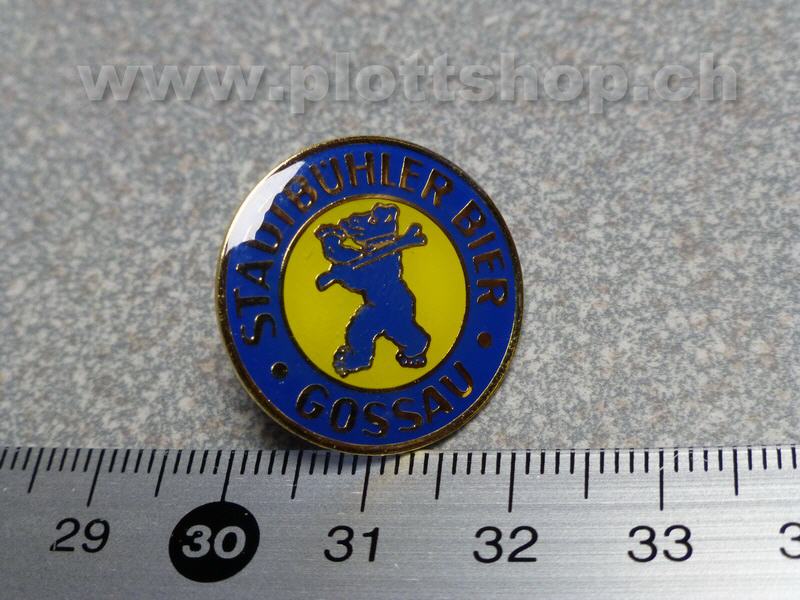 www.plottshop.ch
STADTBÜHLER BIER
• GOSSAU •
29 30 31 32 33